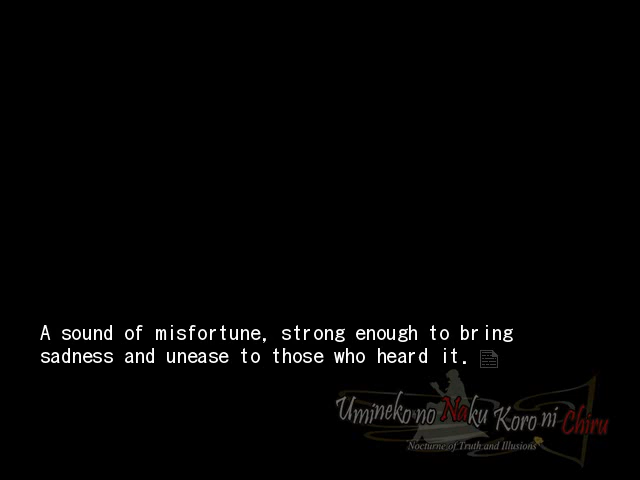 A sound of misfortune, strong enough to bring
sadness and unease to those who heard it.
Umineko no Naku Koro ni Chiru
Nocturne of Truth and Illusions